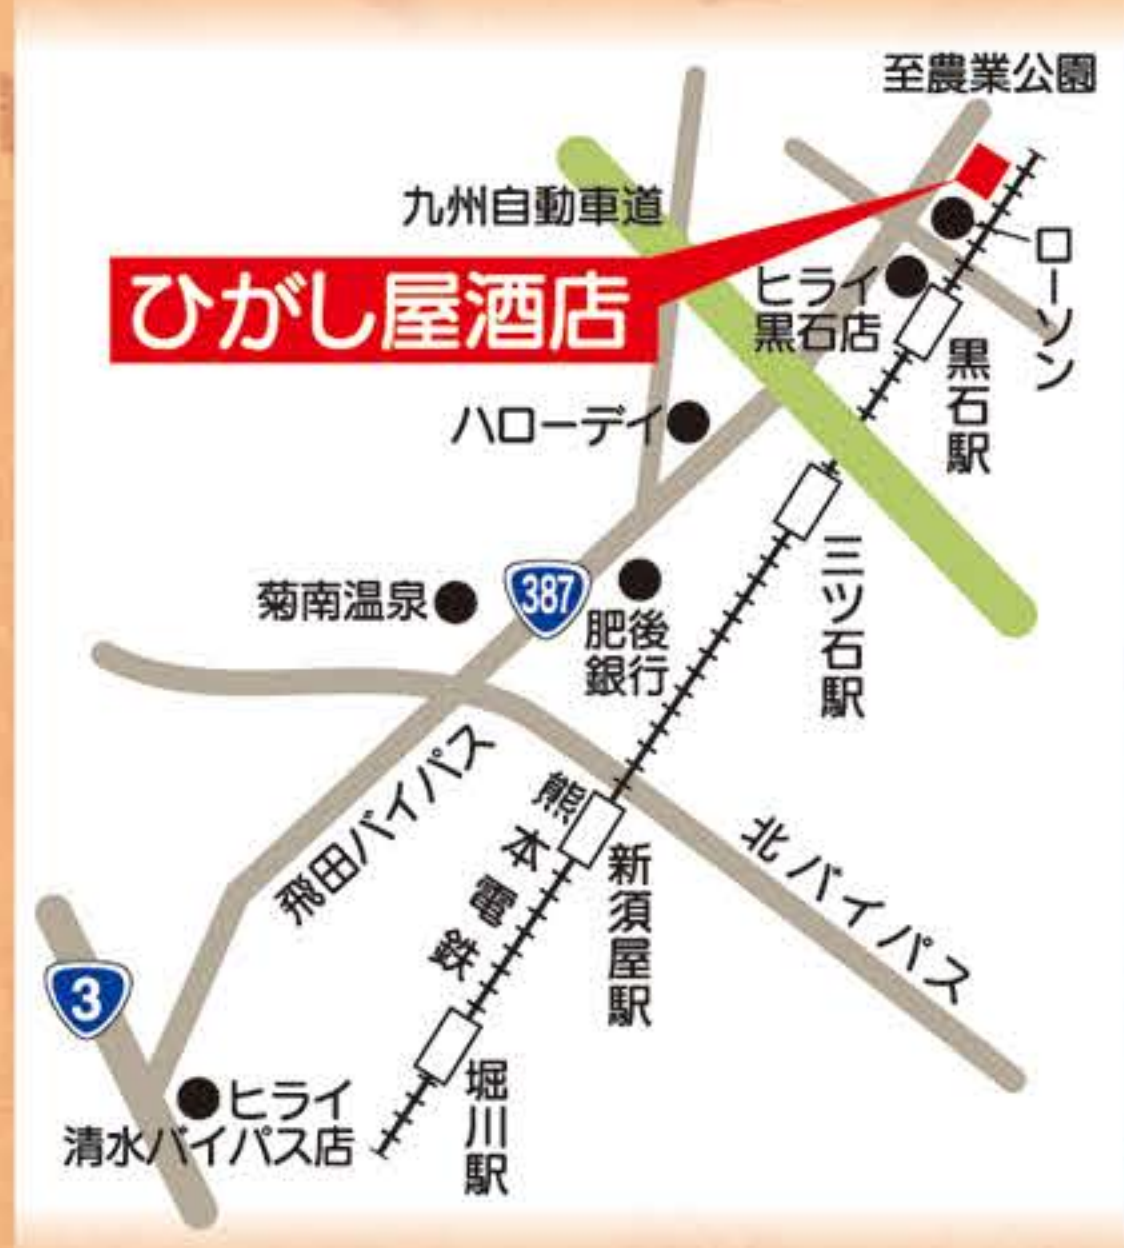 至農業公園
九州自動車道
ひがし屋酒店
ローソン
ヒライ
黒石店
黒石駅
ハローデイ
三ツ石駅
菊南温泉
387
肥後
銀行
飛田バイパス
熊本電鉄
新須屋駅
北バイパス
3
堀川駅
ヒライ
清水バイパス店